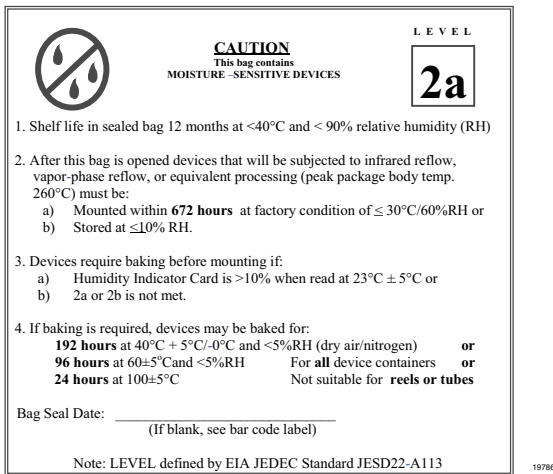 L E V E L
CAUTION
This bag contains
MOISTURE –SENSITIVE DEVICES
2a
1. Shelf life in sealed bag 12 months at <40°C and < 90% relative humidity (RH)
2. After this bag is opened devices that will be subjected to infrared reflow,
vapor-phase reflow, or equivalent processing (peak package body temp.
260°C) must be:
a) Mounted within 672 hours at factory condition of ≤ 30°C/60%RH or
b) Stored at ≤10% RH.
3. Devices require baking before mounting if:
a) Humidity Indicator Card is >10% when read at 23°C ± 5°C or
b) 2a or 2b is not met.
4. If baking is required, devices may be baked for:
192 hours at 40°C + 5°C/-0°C and <5%RH (dry air/nitrogen) or
96 hours at 60±5°Cand <5%RH For all device containers or
24 hours at 100±5°C Not suitable for reels or tubes
Bag Seal Date: ______________________________
(If blank, see bar code label)
Note: LEVEL defined by EIA JEDEC Standard JESD22-A113
19786